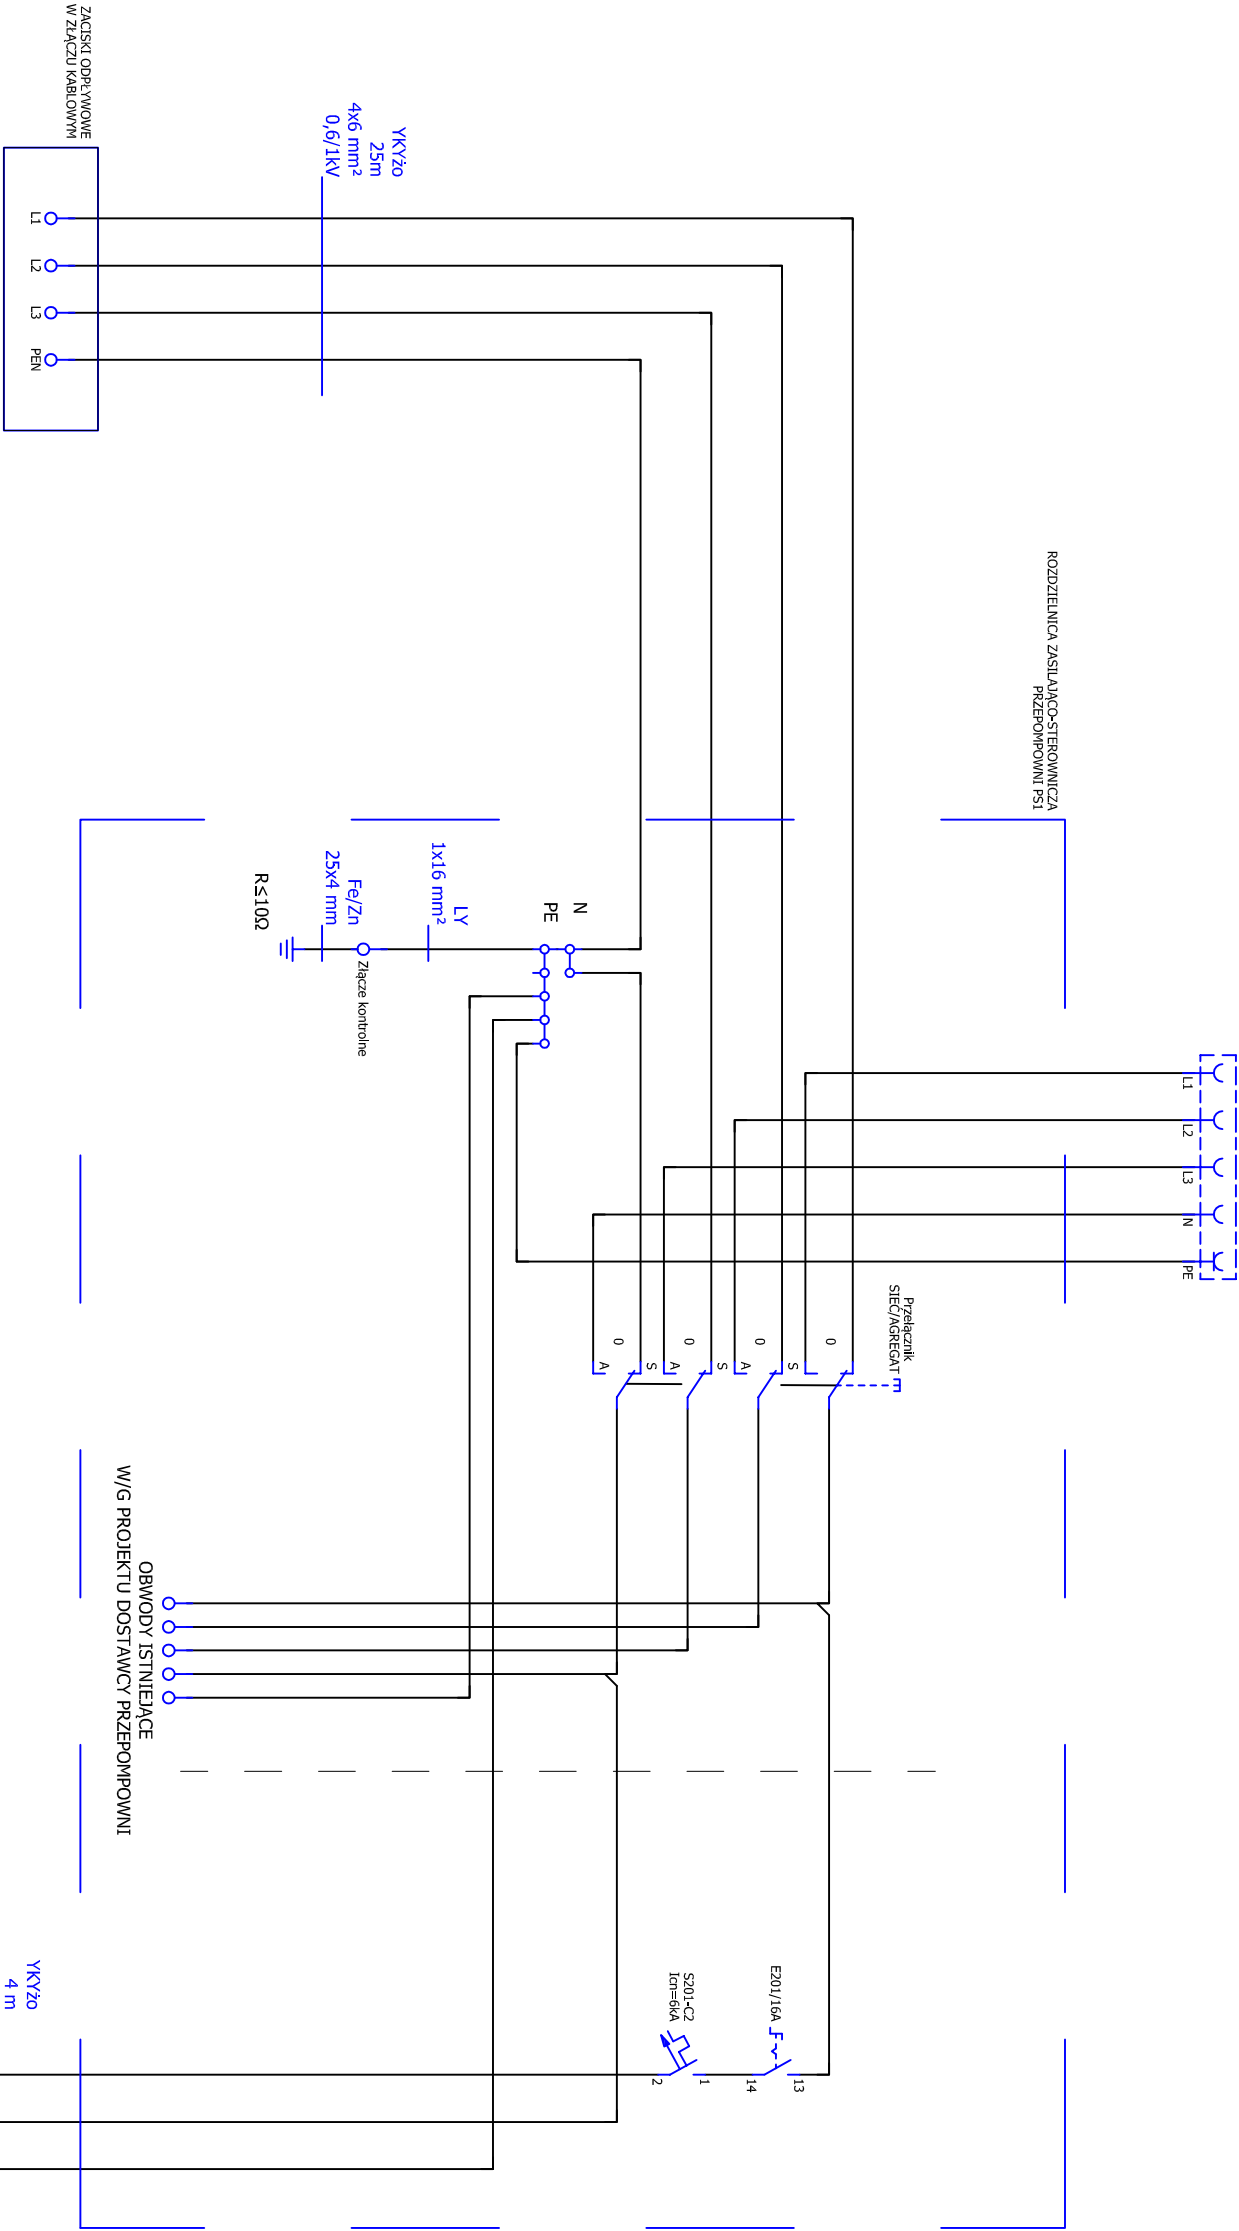 ZACISKI ODPŁYWOWE
W ZŁĄCZU KABLOWYM
L1
L2
L3
PEN
YKYżo
25m
4x6 mm²
0,6/1kV
ROZDZIELNICA ZASILAJĄCO-STEROWNICZA
PRZEPOMPOWNI PS1
N
PE
LY
1x16 mm²
Fe/Zn
25x4 mm
Złącze kontrolne
R≤10Ω
L1
L2
L3
N
PE
Przełącznik
SIEĆ/AGREGAT
0
S
A
0
S
A
0
S
A
0
OBWODY ISTNIEJĄCE
W/G PROJEKTU DOSTAWCY PRZEPOMPOWNI
E201/16A
13
14
S201-C2
Icn=6kA
1
2
YKYżo
4 m